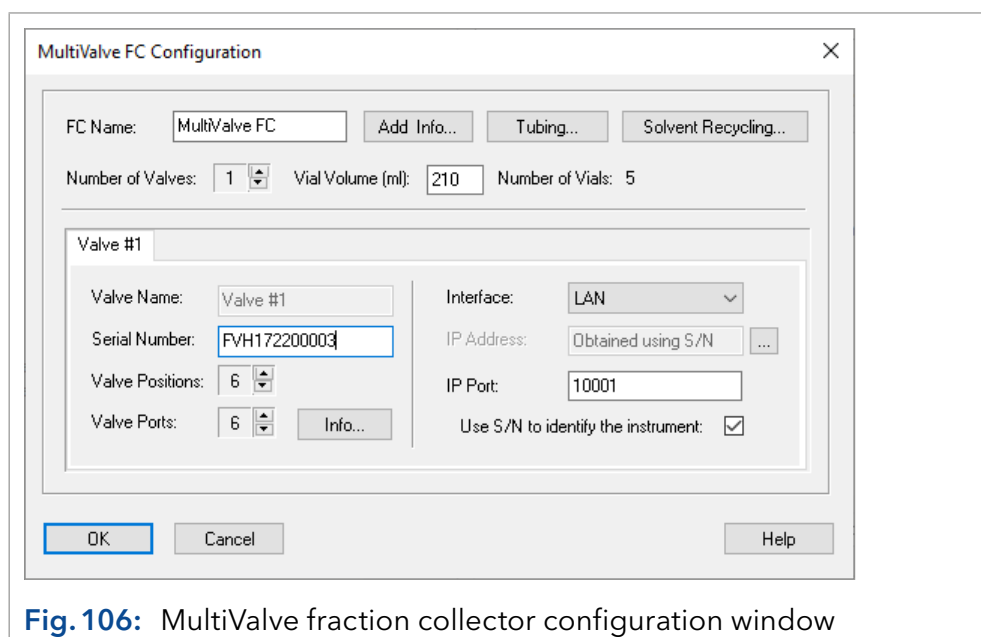 MultiValve FC Configuration
FC Name: MultiValve FC Add Info... Tubing... Solvent Recycling...
Number of Valves: 1 Vial Volume (ml): 210 Number of Vials: 5
Valve #1
Valve Name: Valve #1 Interface: LAN
Serial Number: FVH172200003 IP Address: Obtained using S/N ...
Valve Positions: 6 IP Port: 10001
Valve Ports: 6 Info... Use S/N to identify the instrument:
OK Cancel Help
Fig. 106: MultiValve fraction collector configuration window